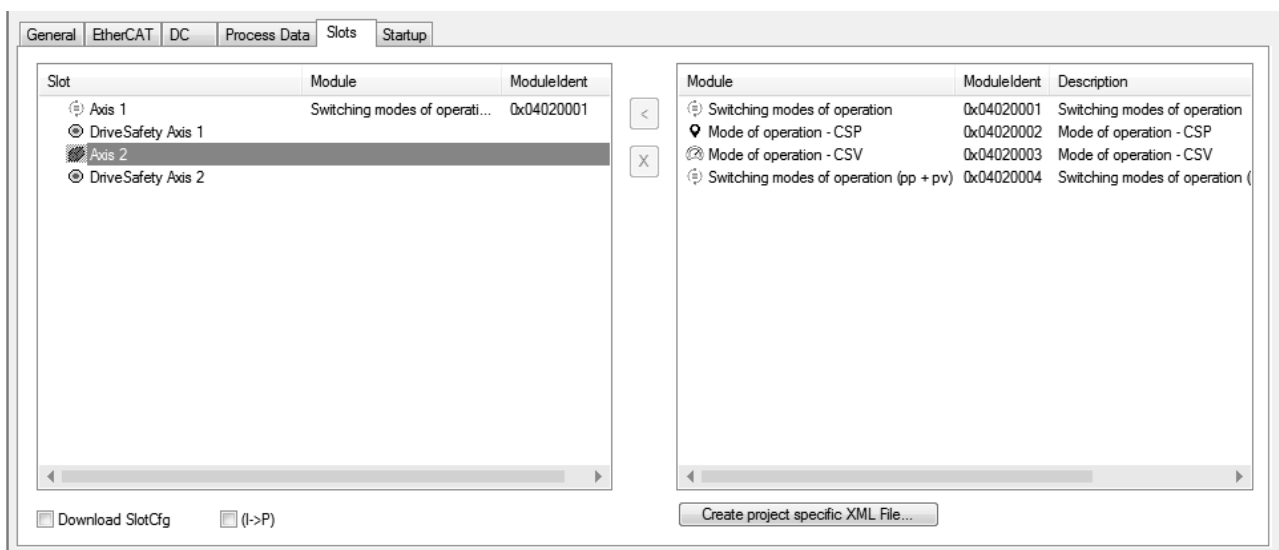 General EtherCAT DC Process Data Slots Startup
Slot Module ModuleIdent
Axis 1 Switching modes of operati... 0x04020001
DriveSafety Axis 1
Axis 2
DriveSafety Axis 2
<
X
Module ModuleIdent Description
Switching modes of operation 0x04020001 Switching modes of operation
Mode of operation - CSP 0x04020002 Mode of operation - CSP
Mode of operation - CSV 0x04020003 Mode of operation - CSV
Switching modes of operation (pp + pv) 0x04020004 Switching modes of operation (
Download SlotCfg (I->P)
Create project specific XML File...